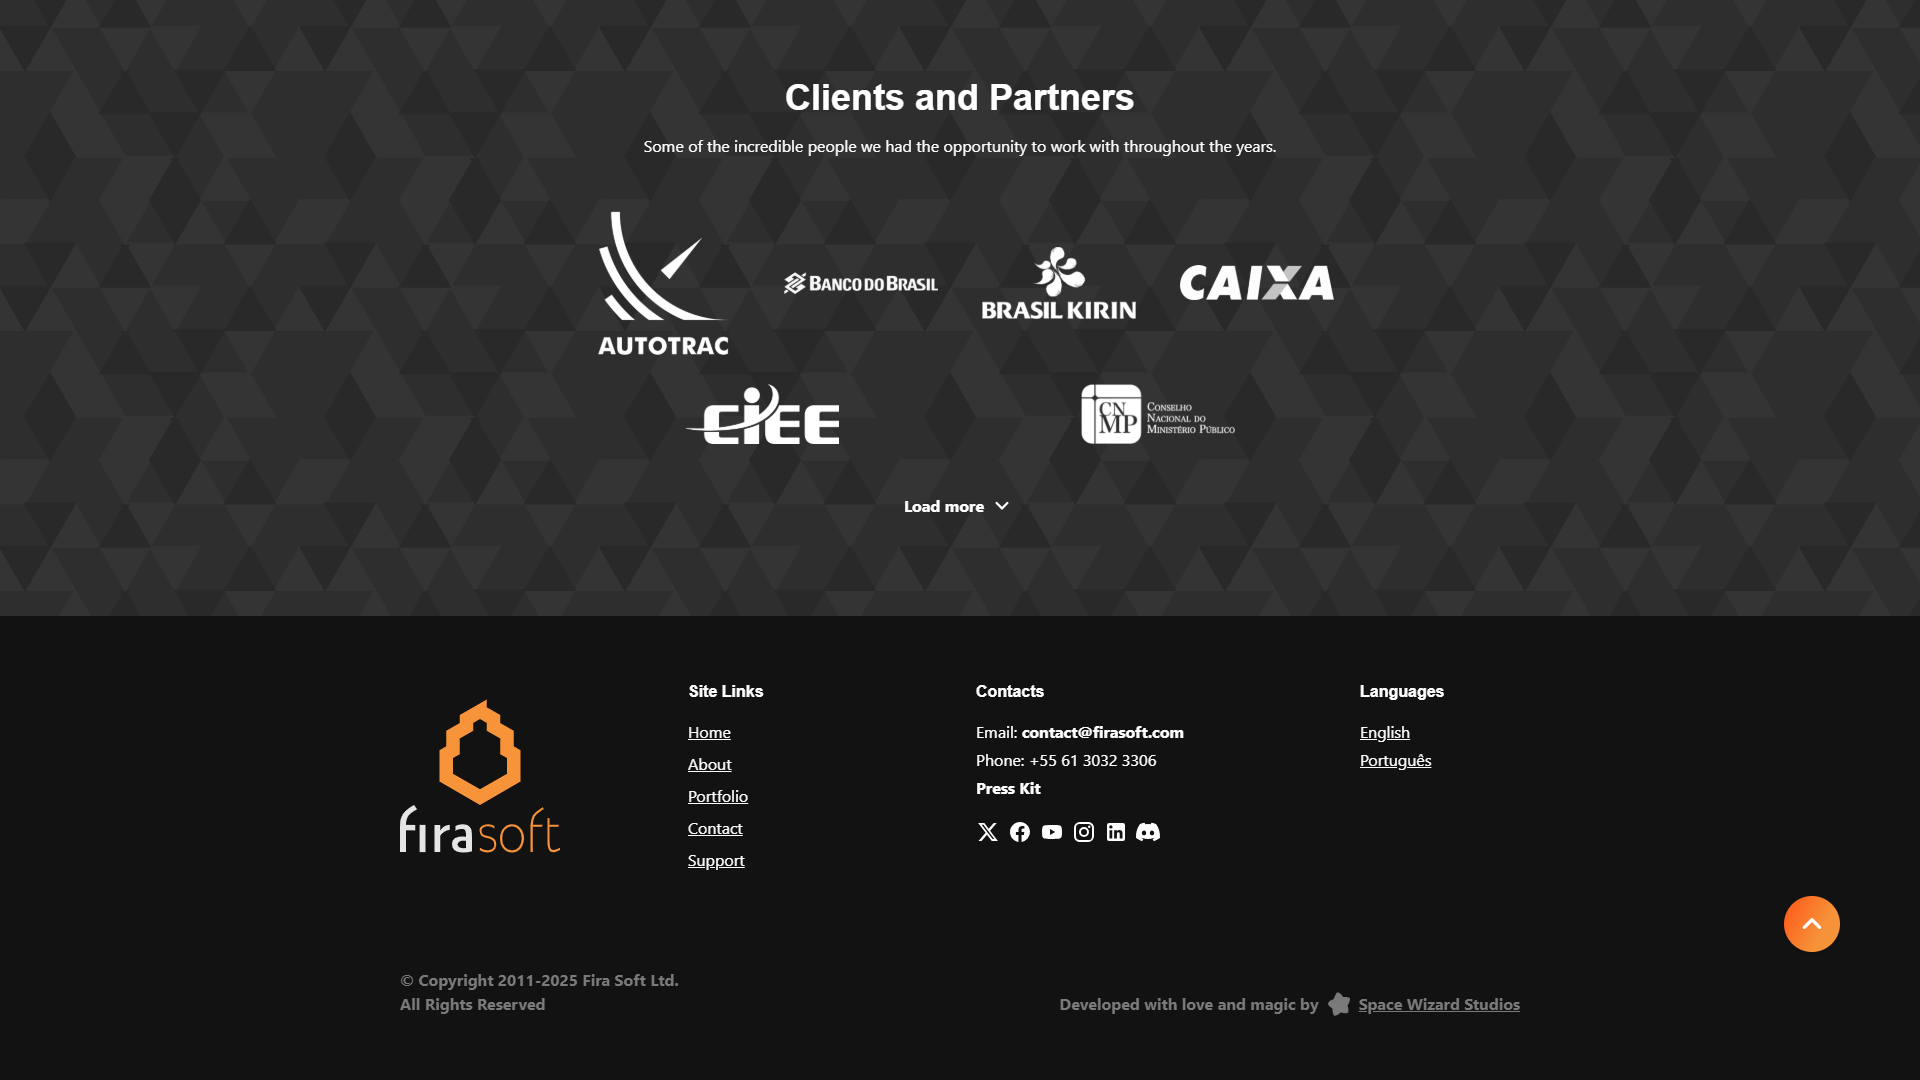 Clients and Partners
Some of the incredible people we had the opportunity to work with throughout the years.
AUTOTRAC
BANCO DO BRASIL
BRASIL KIRIN
CAIXA
CIEE
CN
MP
CONSELHO
NACIONAL DO
MINISTÉRIO PÚBLICO
Load more
firasoft
Site Links
Home
About
Portfolio
Contact
Support
Contacts
Email: contact@firasoft.com
Phone: +55 61 3032 3306
Press Kit
Languages
English
Português
© Copyright 2011-2025 Fira Soft Ltd.
All Rights Reserved
Developed with love and magic by Space Wizard Studios